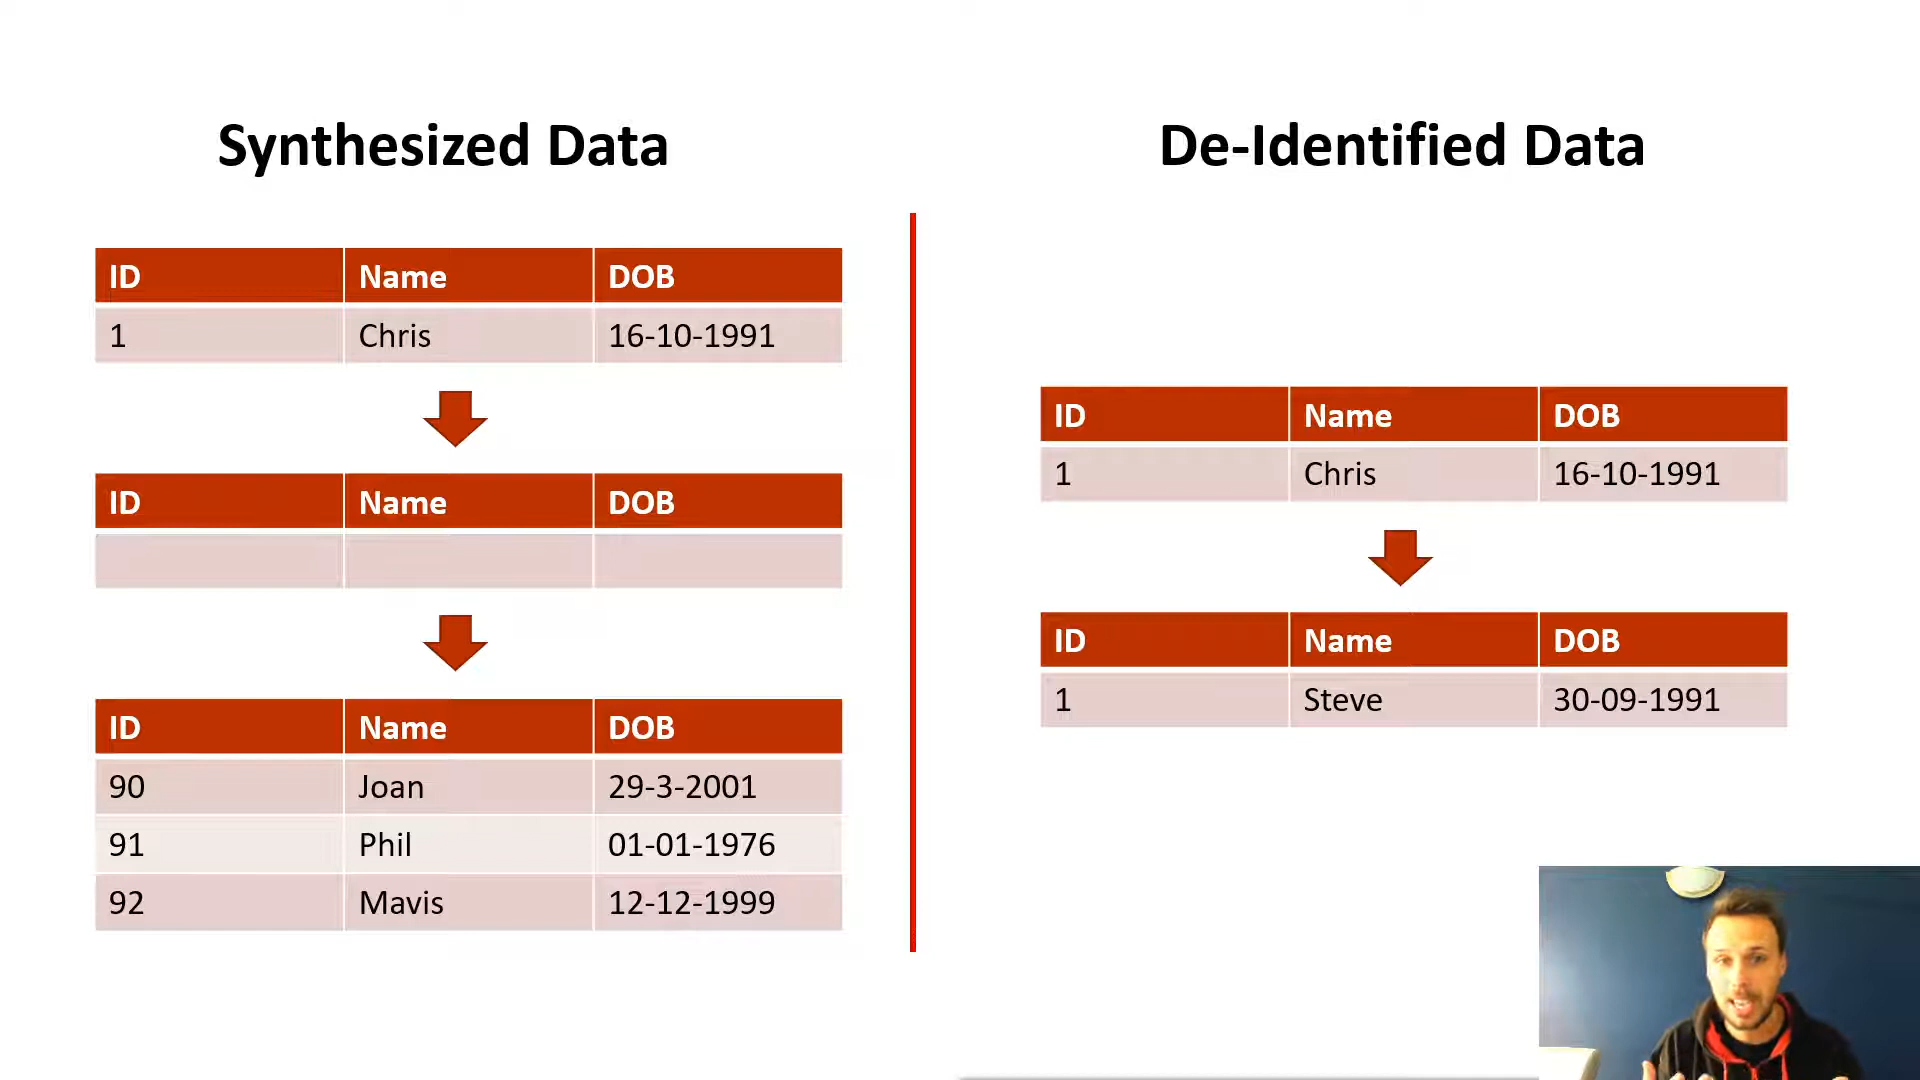 Synthesized Data
ID Name DOB
1 Chris 16-10-1991
ID Name DOB
ID Name DOB
90 Joan 29-3-2001
91 Phil 01-01-1976
92 Mavis 12-12-1999
De-Identified Data
ID Name DOB
1 Chris 16-10-1991
ID Name DOB
1 Steve 30-09-1991